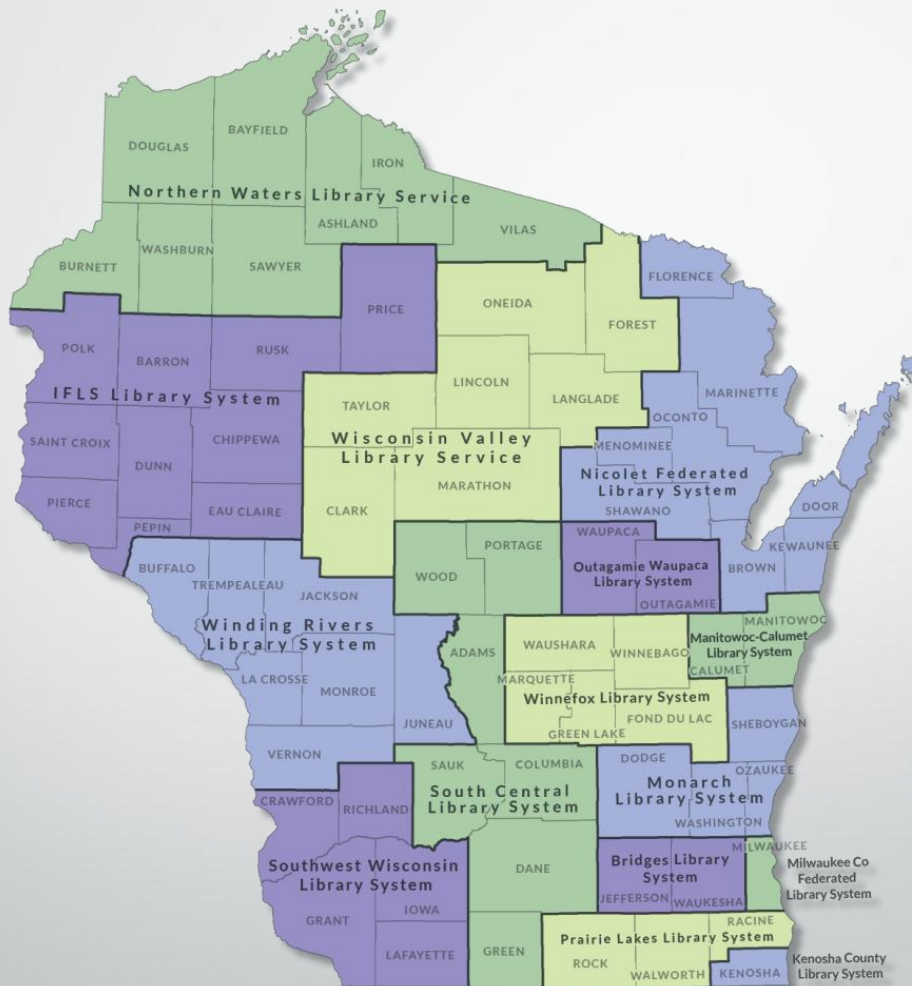 DOUGLAS
BAYFIELD
IRON
Northern Waters Library Service
ASHLAND
VILAS
WASHBURN
BURNETT
SAWYER
FLORENCE
PRICE
ONEIDA
FOREST
POLK
BARRON
RUSK
LINCOLN
MARINETTE
IFLS Library System
TAYLOR
LANGLADE
OCONTO
SAINT CROIX
CHIPPEWA
Wisconsin Valley
Library Service
MENOMINEE
DUNN
Nicolet Federated
Library System
MARATHON
PIERCE
EAU CLAIRE
CLARK
SHAWANO
DOOR
PEPIN
WAUPACA
PORTAGE
KEWAUNEE
BUFFALO
Outagamie Waupaca
Library System
BROWN
WOOD
TREMPEALEAU
JACKSON
OUTAGAMIE
Winding Rivers
Library System
MANITOWOC
Manitowoc-Calumet
Library System
ADAMS
WAUSHARA
WINNEBAGO
CALUMET
LA CROSSE
MONROE
MARQUETTE
Winnefox Library System
JUNEAU
FOND DU LAC
SHEBOYGAN
GREEN LAKE
VERNON
SAUK
COLUMBIA
DODGE
OZAUKEE
South Central
Library System
Monarch
Library System
CRAWFORD
RICHLAND
WASHINGTON
MILWAUKEE
Southwest Wisconsin
Library System
DANE
Bridges Library
System
Milwaukee Co
Federated
Library System
JEFFERSON
WAUKESHA
IOWA
GRANT
RACINE
Prairie Lakes Library System
LAFAYETTE
GREEN
ROCK
WALWORTH
KENOSHA
Kenosha County
Library System